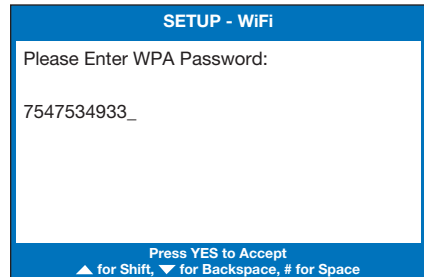 SETUP - WiFi
Please Enter WPA Password:
7547534933_
Press YES to Accept
▲ for Shift, ▼ for Backspace, # for Space